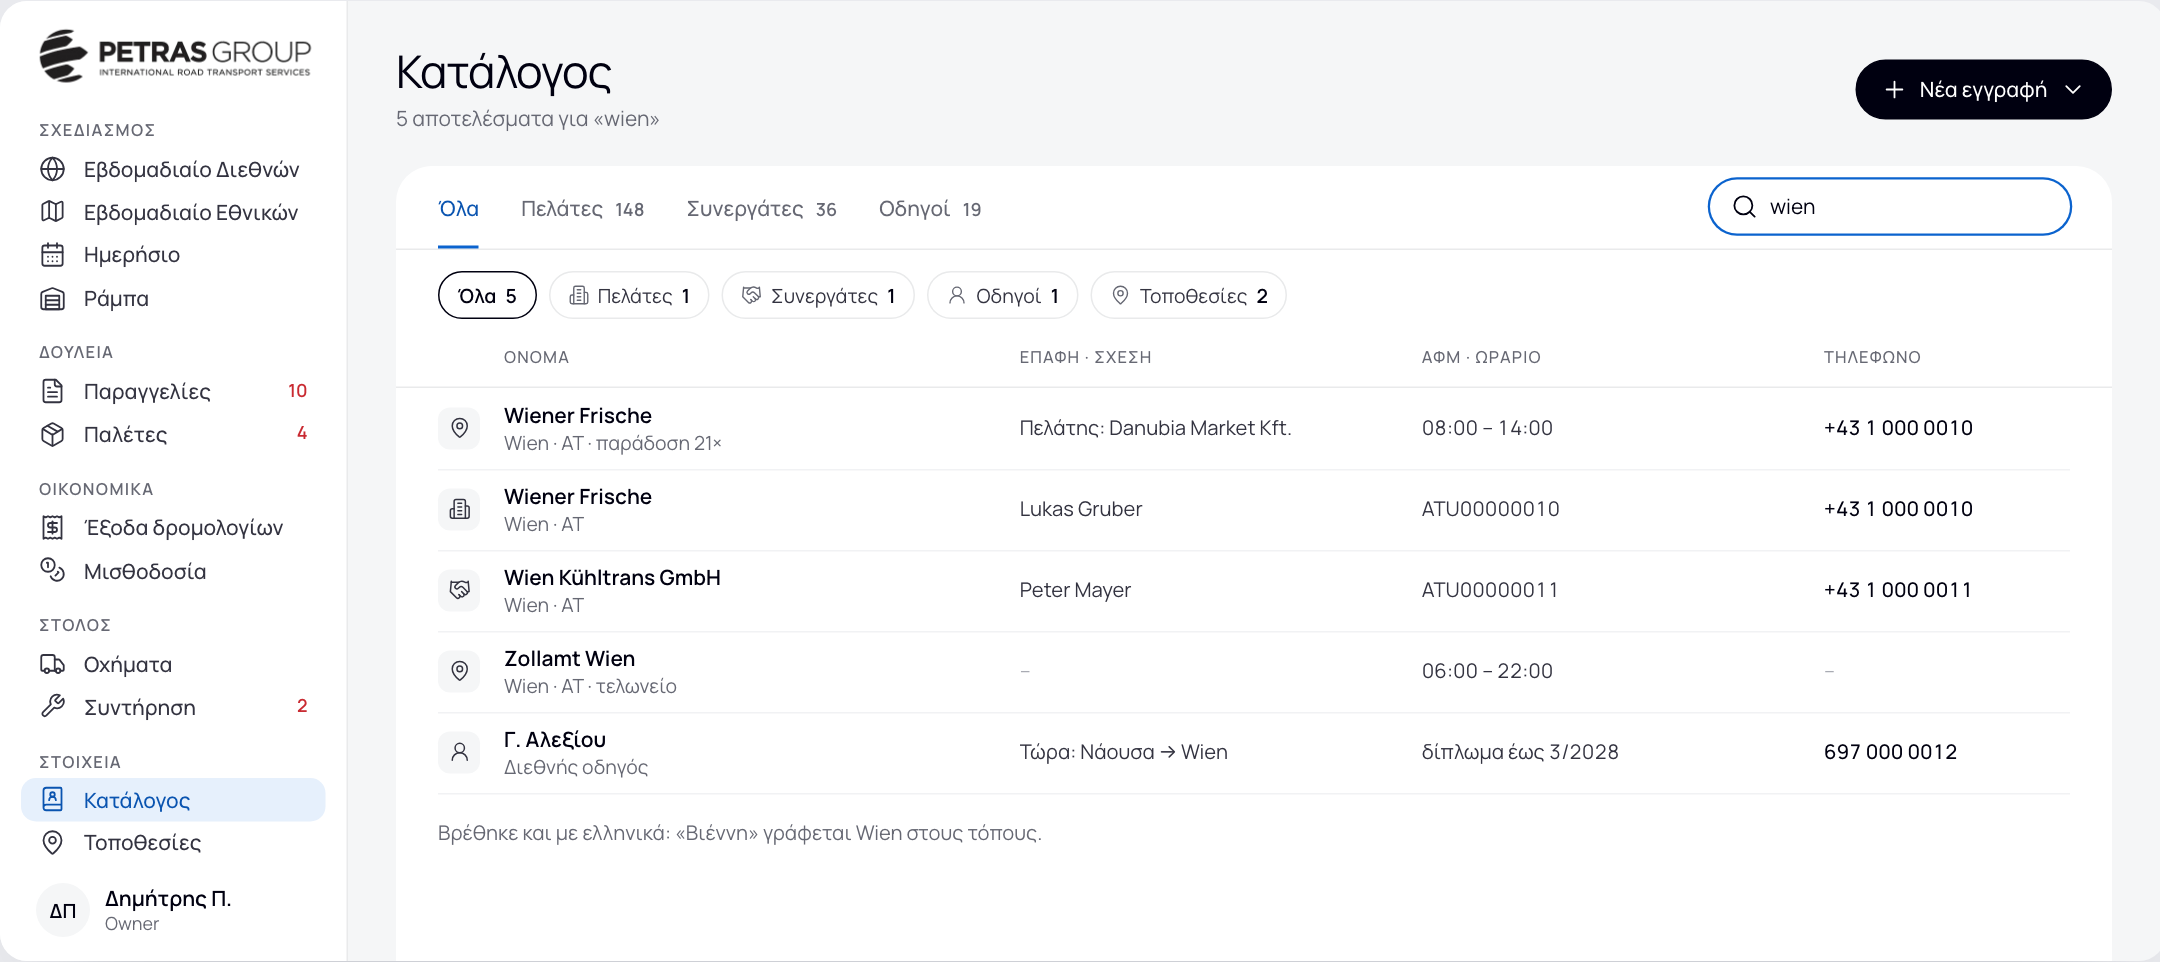 PETRAS GROUP
INTERNATIONAL ROAD TRANSPORT SERVICES
ΣΧΕΔΙΑΣΜΟΣ
Εβδομαδιαίο Διεθνών
Εβδομαδιαίο Εθνικών
Ημερήσιο
Ράμπα
ΔΟΥΛΕΙΑ
Παραγγελίες 10
Παλέτες 4
ΟΙΚΟΝΟΜΙΚΑ
Έξοδα δρομολογίων
Μισθοδοσία
ΣΤΟΛΟΣ
Οχήματα
Συντήρηση 2
ΣΤΟΙΧΕΙΑ
Κατάλογος
Τοποθεσίες
ΔΠ
Δημήτρης Π.
Owner
Κατάλογος
5 αποτελέσματα για «wien»
Νέα εγγραφή
Όλα Πελάτες 148 Συνεργάτες 36 Οδηγοί 19
wien
Όλα 5 Πελάτες 1 Συνεργάτες 1 Οδηγοί 1 Τοποθεσίες 2
ΟΝΟΜΑ ΕΠΑΦΗ · ΣΧΕΣΗ ΑΦΜ · ΩΡΑΡΙΟ ΤΗΛΕΦΩΝΟ
Wiener Frische
Wien · AT · παράδοση 21×
Πελάτης: Danubia Market Kft. 08:00 – 14:00 +43 1 000 0010
Wiener Frische
Wien · AT
Lukas Gruber ATU00000010 +43 1 000 0010
Wien Kühltrans GmbH
Wien · AT
Peter Mayer ATU00000011 +43 1 000 0011
Zollamt Wien
Wien · AT · τελωνείο
– 06:00 – 22:00 –
Γ. Αλεξίου
Διεθνής οδηγός
Τώρα: Νάουσα → Wien δίπλωμα έως 3/2028 697 000 0012
Βρέθηκε και με ελληνικά: «Βιέννη» γράφεται Wien στους τόπους.